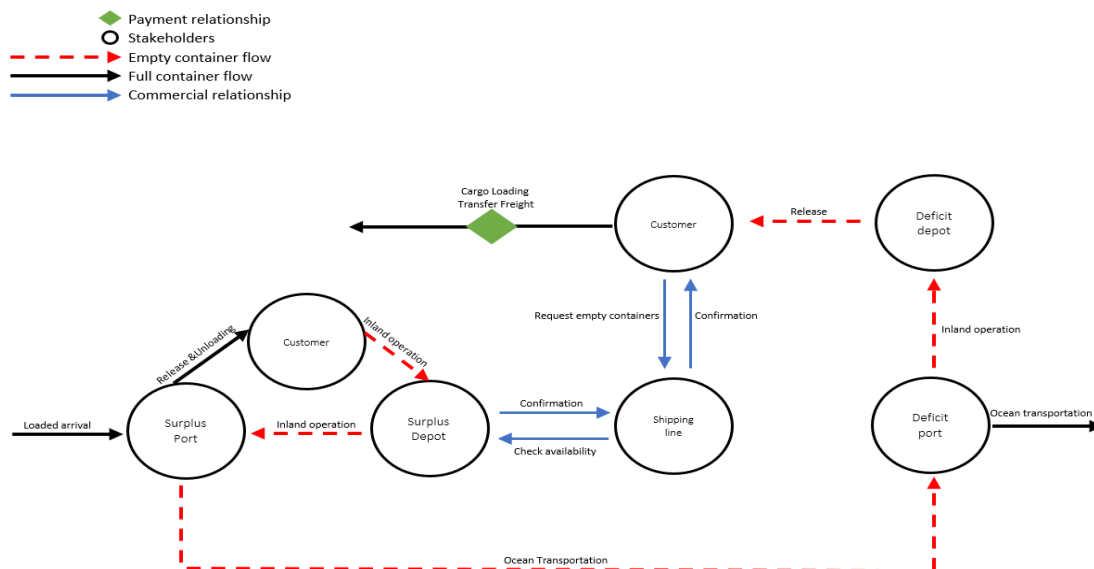 Payment relationship
Stakeholders
Empty container flow
Full container flow
Commercial relationship
Cargo Loading
Transfer Freight
Customer
Release
Deficit
depot
Release &Unloading
Customer
Inland operation
Request empty containers
Confirmation
Inland operation
Loaded arrival
Surplus
Port
Inland operation
Surplus
Depot
Confirmation
Check availability
Shipping
line
Deficit
port
Ocean transportation
Ocean Transportation